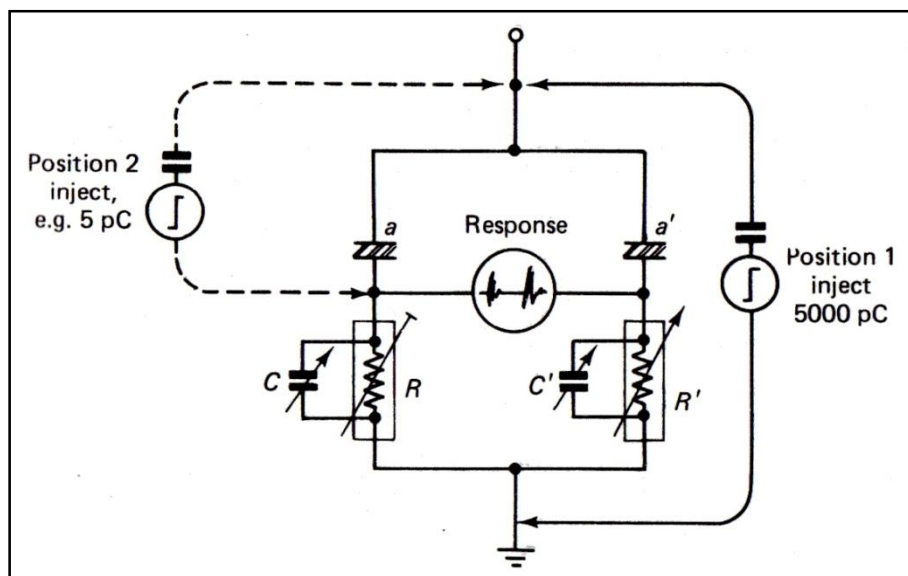 Position 2
inject,
e.g. 5 pC
a
Response
a'
Position 1
inject
5000 pC
C
R
C'
R'